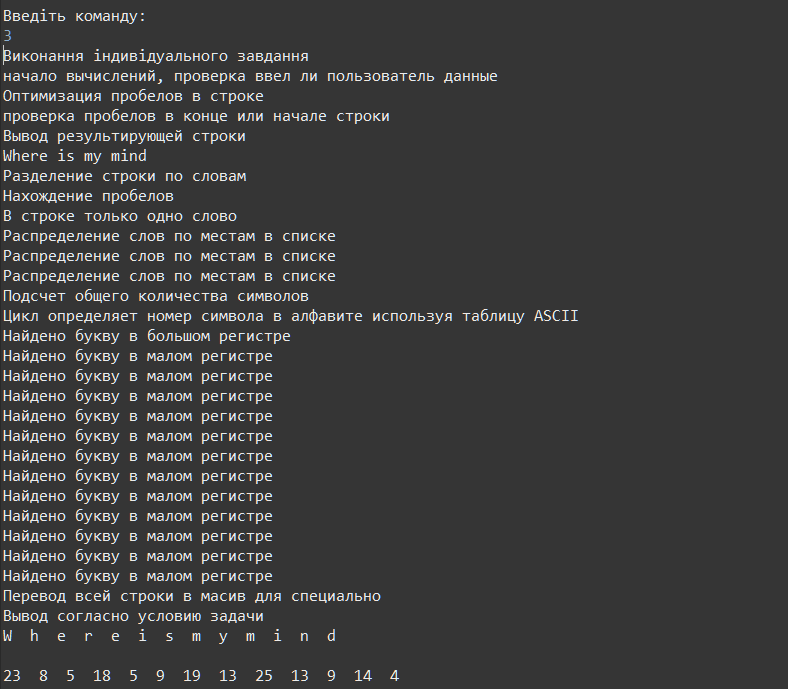 Введіть команду:
3
Виконання індивідуального завдання
начало вычислений, проверка ввел ли пользователь данные
Оптимизация пробелов в строке
проверка пробелов в конце или начале строки
Вывод результирующей строки
Where is my mind
Разделение строки по словам
Нахождение пробелов
В строке только одно слово
Распределение слов по местам в списке
Распределение слов по местам в списке
Распределение слов по местам в списке
Подсчет общего количества символов
Цикл определяет номер символа в алфавите используя таблицу ASCII
Найдено букву в большом регистре
Найдено букву в малом регистре
Найдено букву в малом регистре
Найдено букву в малом регистре
Найдено букву в малом регистре
Найдено букву в малом регистре
Найдено букву в малом регистре
Найдено букву в малом регистре
Найдено букву в малом регистре
Найдено букву в малом регистре
Найдено букву в малом регистре
Найдено букву в малом регистре
Найдено букву в малом регистре
Перевод всей строки в масив для специально
Вывод согласно условию задачи
W h e r e i s m y m i n d
23 8 5 18 5 9 19 13 25 13 9 14 4